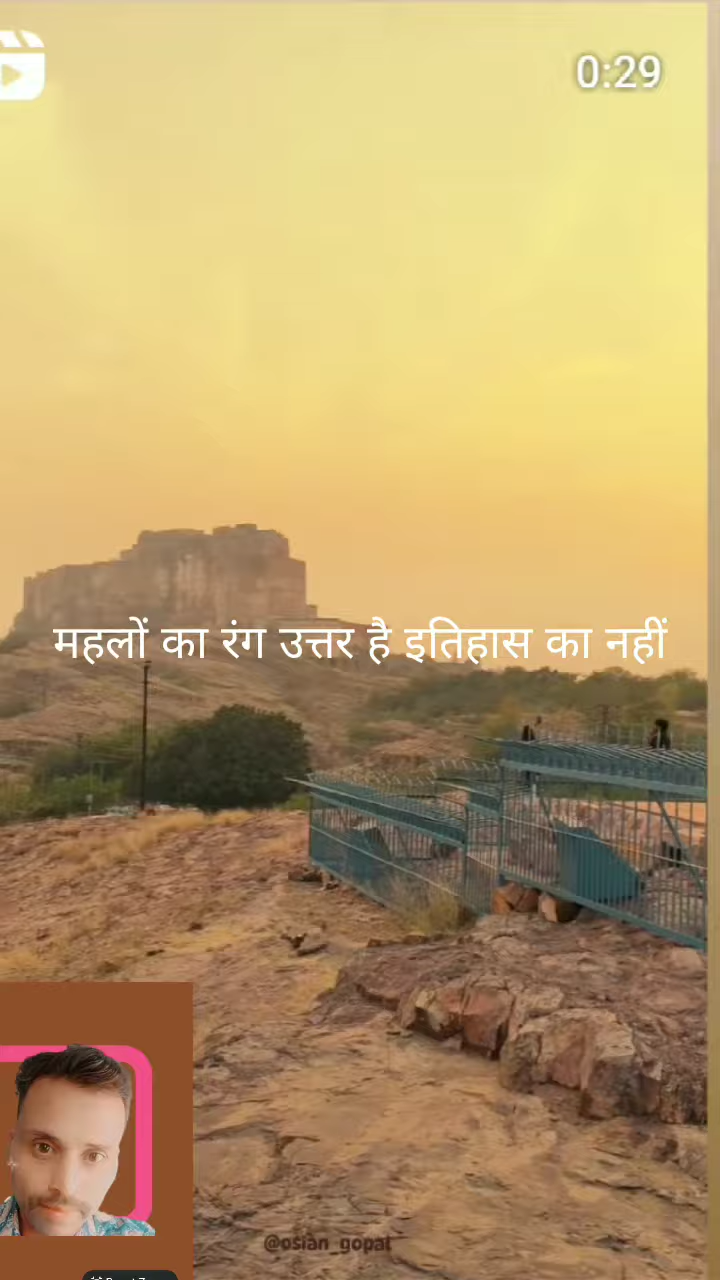 0:29
महलों का रंग उत्तर है इतिहास का नहीं
@osian_gopal